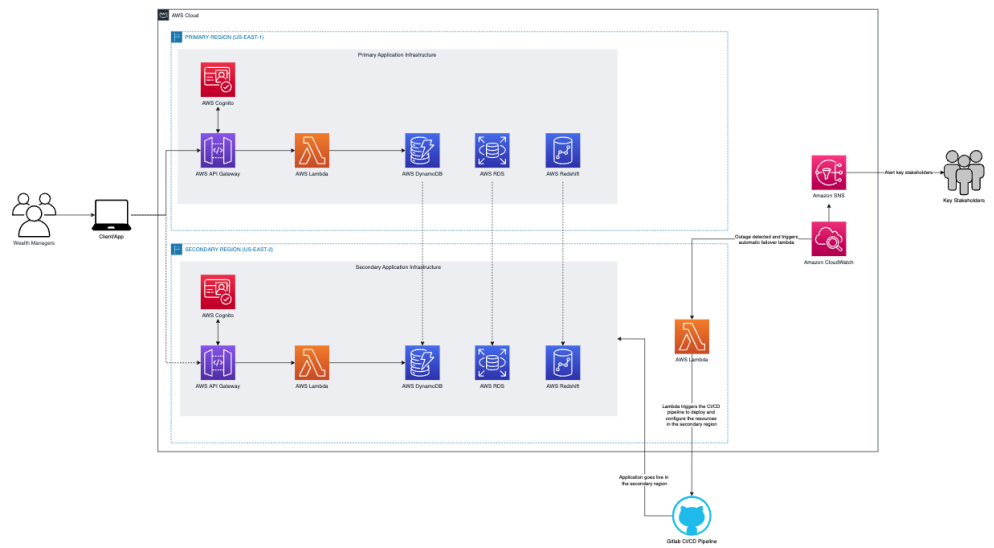 AWS Cloud
PRIMARY REGION (US-EAST-1)
Primary Application Infrastructure
AWS Cognito
AWS API Gateway
AWS Lambda
AWS DynamoDB
AWS RDS
AWS Redshift
Wealth Managers
Client/App
Amazon SNS
Alert key stakeholders
Key Stakeholders
Outage detected and triggers
automatic failover lambda
Amazon CloudWatch
SECONDARY REGION (US-EAST-2)
Secondary Application Infrastructure
AWS Cognito
AWS API Gateway
AWS Lambda
AWS DynamoDB
AWS RDS
AWS Redshift
AWS Lambda
Lambda triggers the CI/CD
pipeline to deploy and
configure the resources
in the secondary region
Application goes live in
the secondary region
Gitlab CI/CD Pipeline